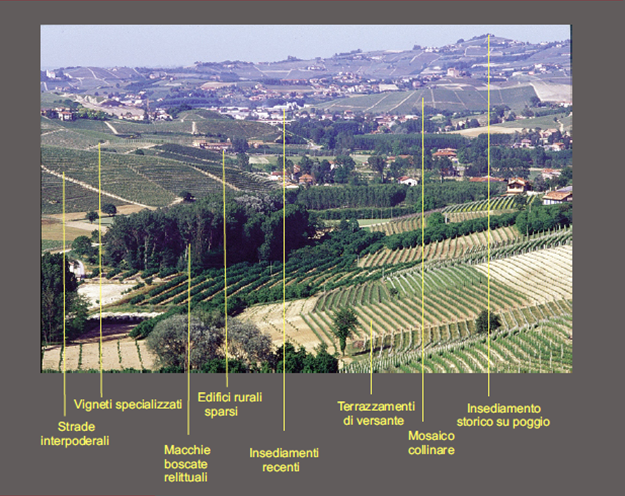 Strade
interpoderali
Vigneti specializzati
Macchie
boscate
relittuali
Edifici rurali
sparsi
Insediamenti
recenti
Terrazzamenti
di versante
Mosaico
collinare
Insediamento
storico su poggio